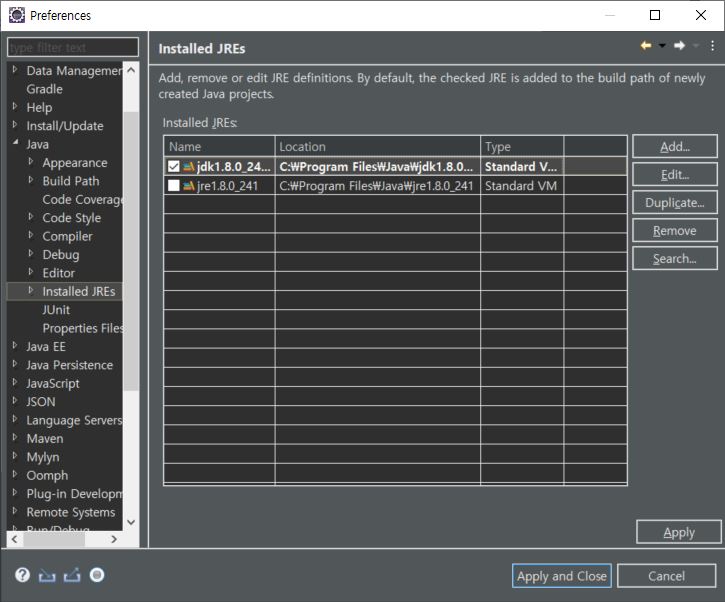 Preferences
type filter text
Data Managemer
Gradle
Help
Install/Update
Java
Appearance
Build Path
Code Coverage
Code Style
Compiler
Debug
Editor
Installed JREs
JUnit
Properties Files
Java EE
Java Persistence
JavaScript
JSON
Language Servers
Maven
Mylyn
Oomph
Plug-in Developm
Remote Systems
Run/Debug
Installed JREs
Add, remove or edit JRE definitions. By default, the checked JRE is added to the build path of newly
created Java projects.
Installed JREs:
Name Location Type
jdk1.8.0_24... C:₩Program Files₩Java₩jdk1.8.0... Standard V...
jre1.8.0_241 C:₩Program Files₩Java₩jre1.8.0_241 Standard VM
Add...
Edit...
Duplicate...
Remove
Search...
Apply
Apply and Close
Cancel